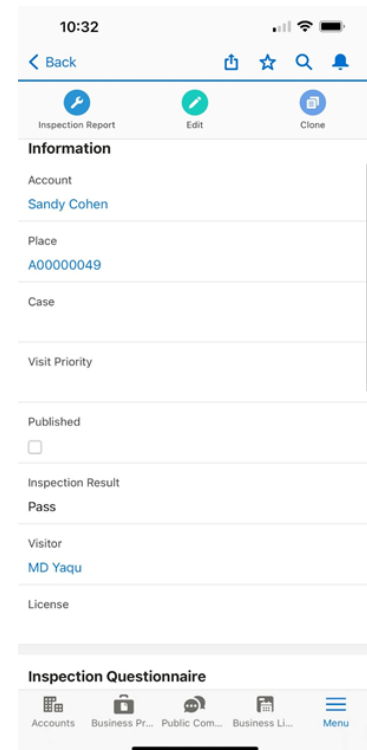 10:32
Back
Inspection Report
Edit
Clone
Information
Account
Sandy Cohen
Place
A00000049
Case
Visit Priority
Published
Inspection Result
Pass
Visitor
MD Yaqu
License
Inspection Questionnaire
Accounts
Business Pr...
Public Com...
Business Li...
Menu